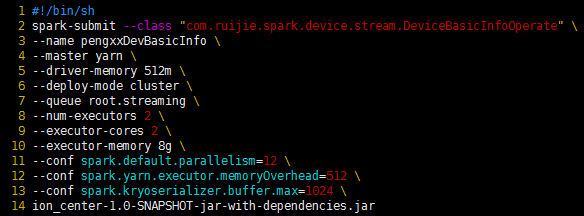 1 #!/bin/sh
2 spark-submit --class "com.ruijie.spark.device.stream.DeviceBasicInfoOperate" \
3 --name pengxxDevBasicInfo \
4 --master yarn \
5 --driver-memory 512m \
6 --deploy-mode cluster \
7 --queue root.streaming \
8 --num-executors 2 \
9 --executor-cores 2 \
10 --executor-memory 8g \
11 --conf spark.default.parallelism=12 \
12 --conf spark.yarn.executor.memoryOverhead=512 \
13 --conf spark.kryoserializer.buffer.max=1024 \
14 ion_center-1.0-SNAPSHOT-jar-with-dependencies.jar